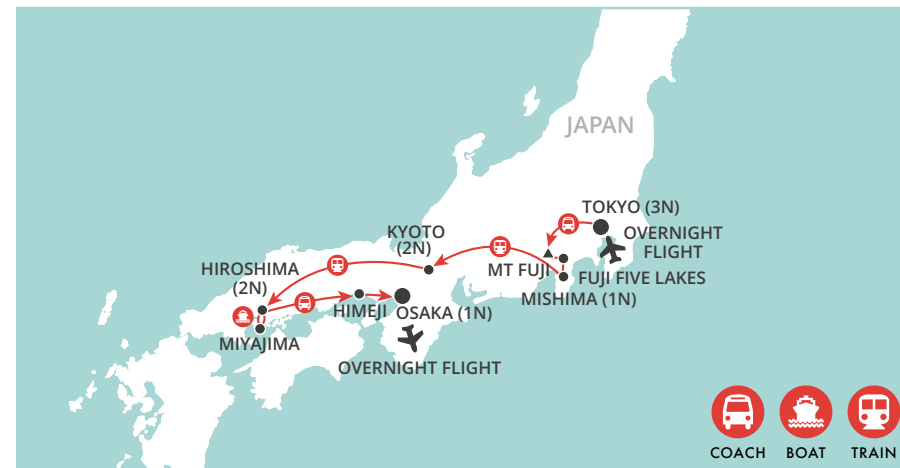 JAPAN
TOKYO (3N)
OVERNIGHT
FLIGHT
MT FUJI
FUJI FIVE LAKES
MISHIMA (1N)
KYOTO
(2N)
HIROSHIMA
(2N)
MIYAJIMA
HIMEJI
OSAKA (1N)
OVERNIGHT FLIGHT
COACH
BOAT
TRAIN